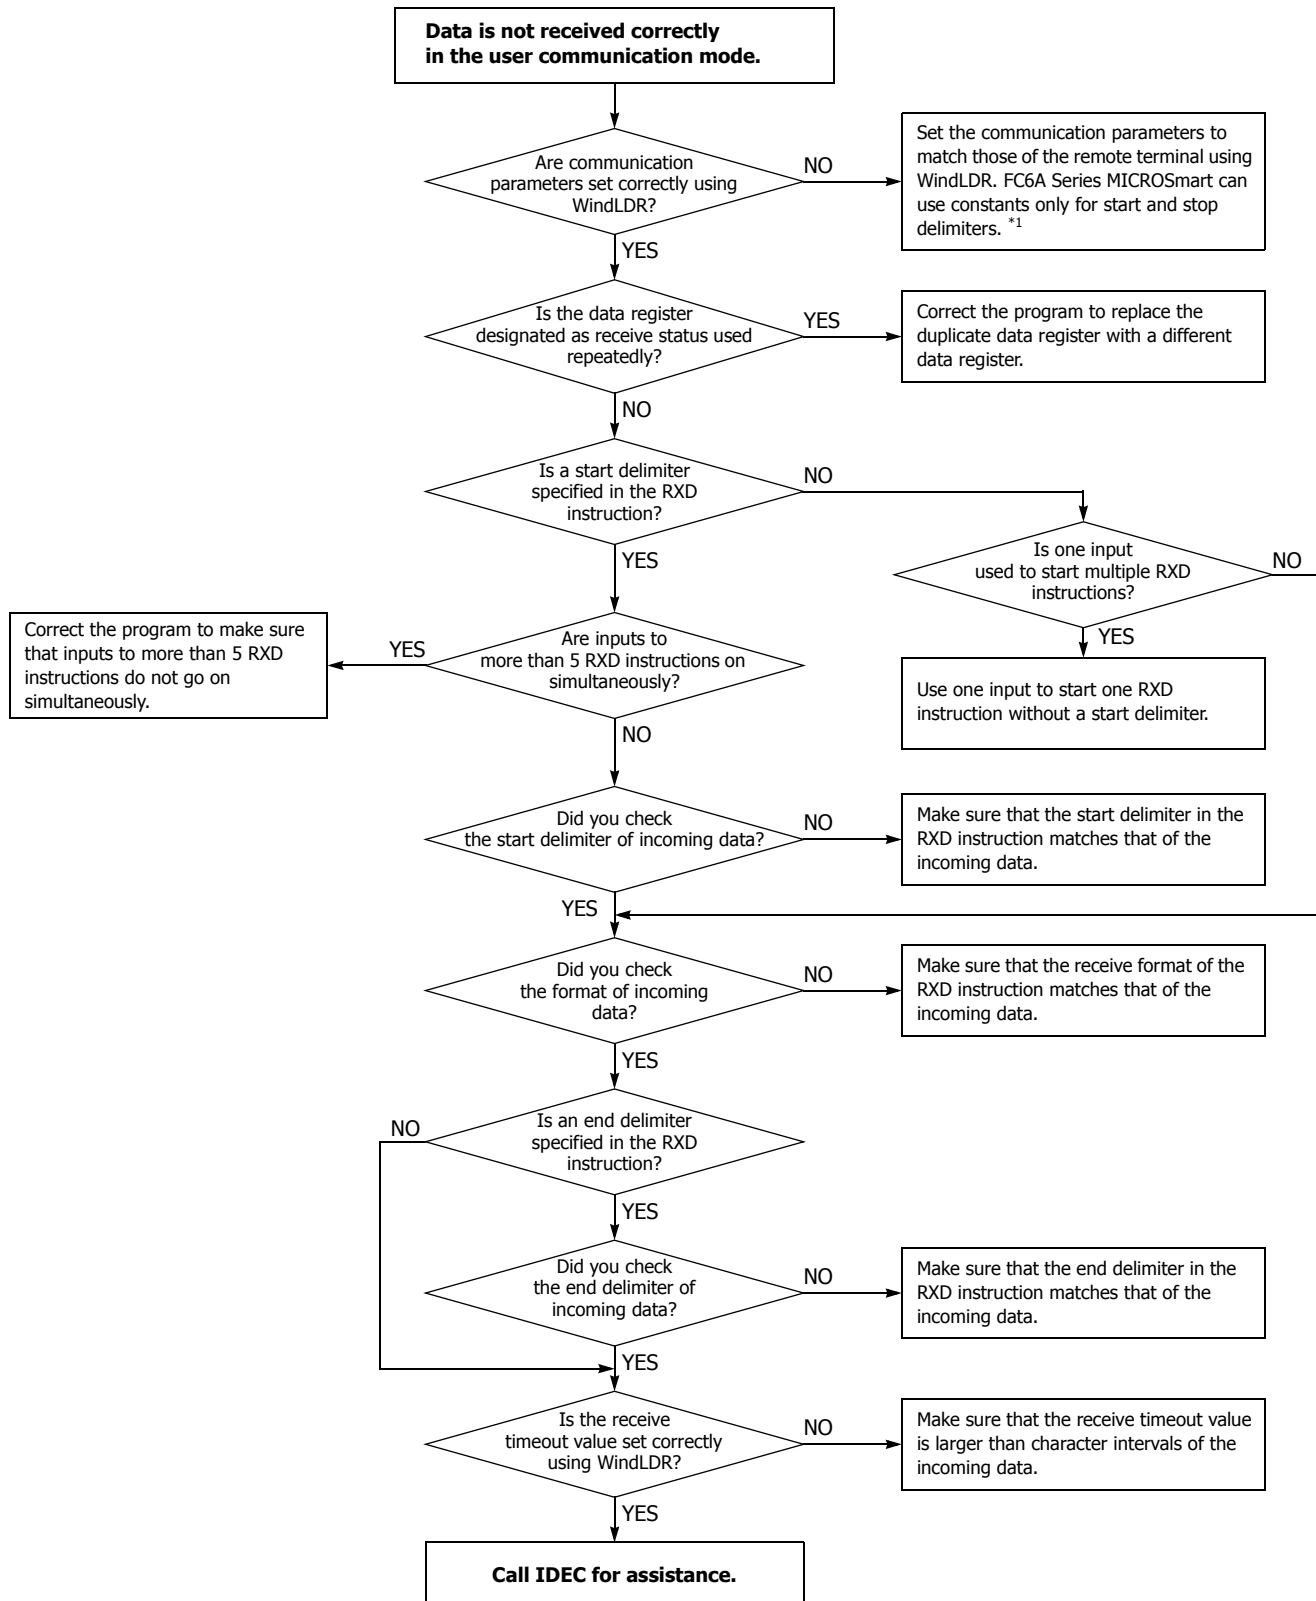 Data is not received correctly
in the user communication mode.
Are communication
parameters set correctly using
WindLDR?
NO
Set the communication parameters to
match those of the remote terminal using
WindLDR. FC6A Series MICROSmart can
use constants only for start and stop
delimiters. *1
YES
Is the data register
designated as receive status used
repeatedly?
YES
Correct the program to replace the
duplicate data register with a different
data register.
NO
Is a start delimiter
specified in the RXD
instruction?
NO
Is one input
used to start multiple RXD
instructions?
NO
YES
Use one input to start one RXD
instruction without a start delimiter.
YES
Are inputs to
more than 5 RXD instructions on
simultaneously?
YES
Correct the program to make sure
that inputs to more than 5 RXD
instructions do not go on
simultaneously.
NO
Did you check
the start delimiter of incoming data?
NO
Make sure that the start delimiter in the
RXD instruction matches that of the
incoming data.
YES
Did you check
the format of incoming
data?
NO
Make sure that the receive format of the
RXD instruction matches that of the
incoming data.
YES
Is an end delimiter
specified in the RXD
instruction?
NO
YES
Did you check
the end delimiter of
incoming data?
NO
Make sure that the end delimiter in the
RXD instruction matches that of the
incoming data.
YES
Is the receive
timeout value set correctly
using WindLDR?
NO
Make sure that the receive timeout value
is larger than character intervals of the
incoming data.
YES
Call IDEC for assistance.